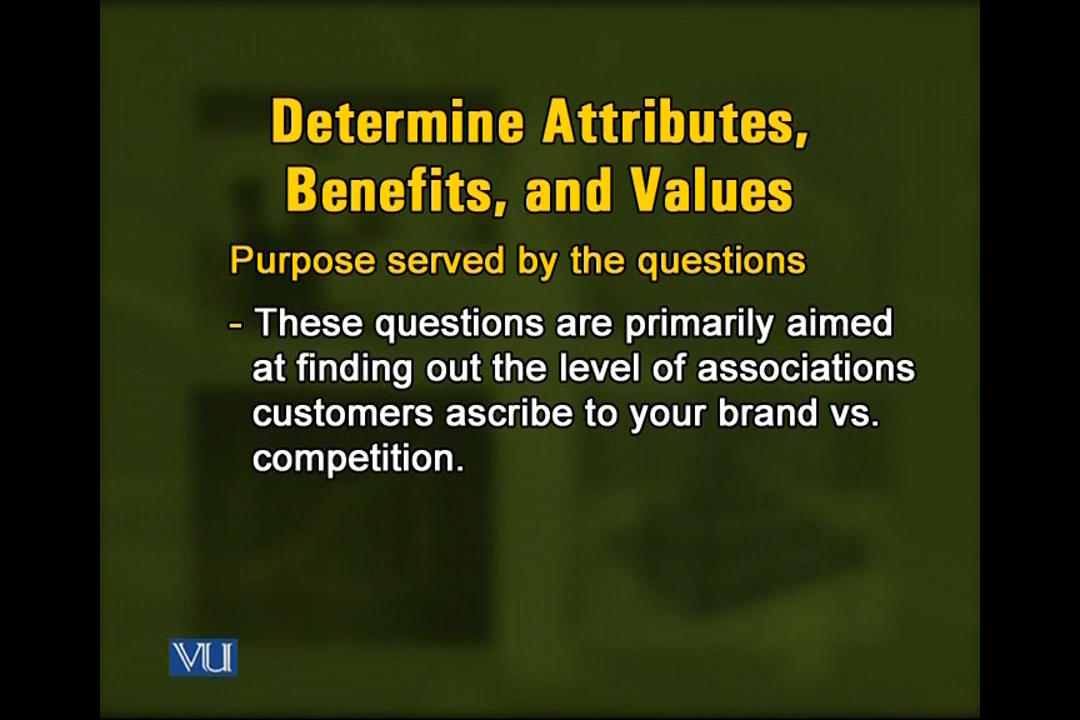 Determine Attributes,
Benefits, and Values
Purpose served by the questions
- These questions are primarily aimed
at finding out the level of associations
customers ascribe to your brand vs.
competition.
VU